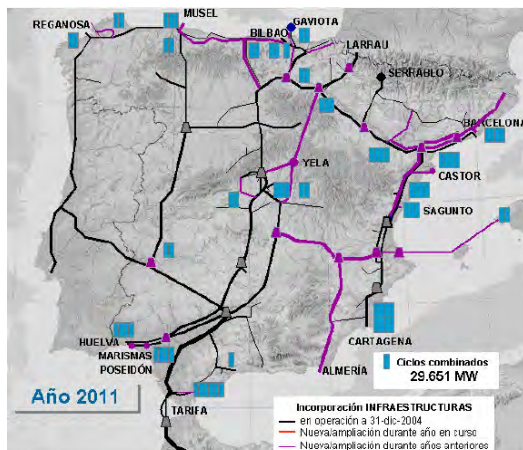 MUSEL
REGANOSA
GAVIOTA
BILBAO
LARRAU
SERRABLO
BARCELONA
YELA
CASTOR
SAGUNTO
HUELVA
MARISMAS
POSEIDÓN
CARTAGENA
ALMERÍA
TARIFA
Año 2011
Ciclos combinados
29.651 MW
Incorporación INFRAESTRUCTURAS
en operación a 31-dic-2004
Nueva/ampliación durante año en curso
Nueva/ampliación durante años anteriores